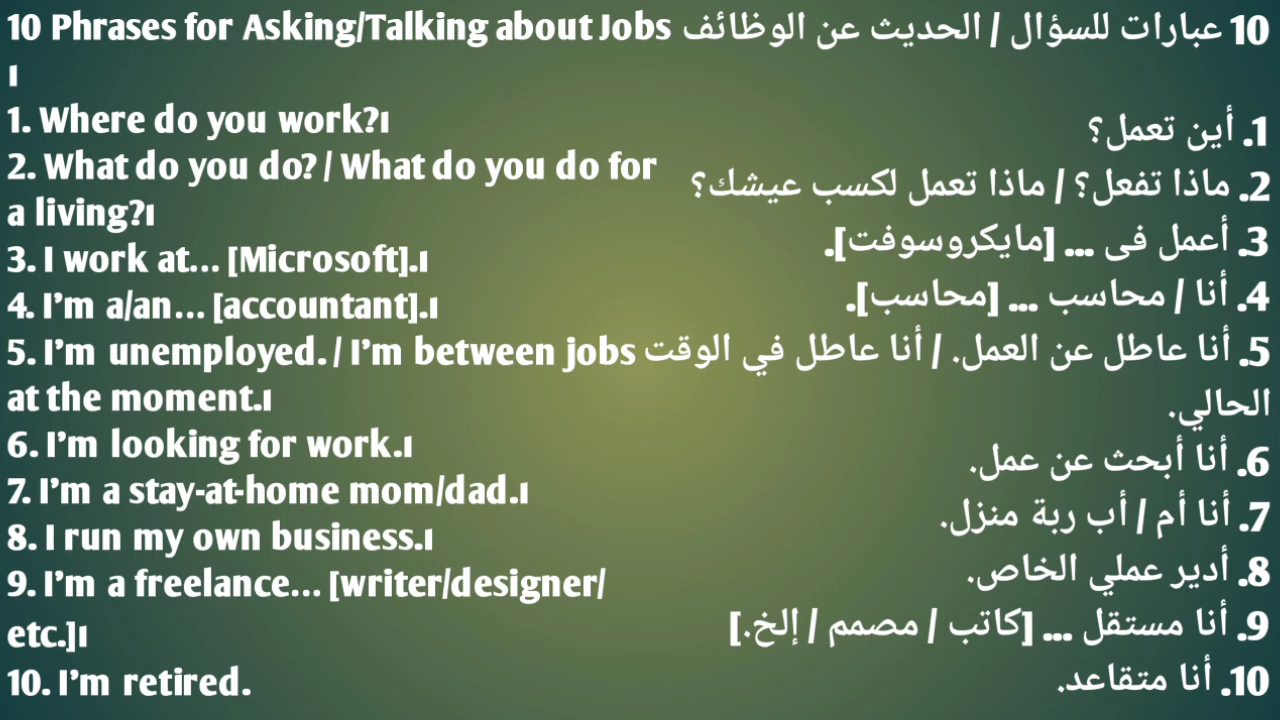 10 Phrases for Asking/Talking about Jobs
ı
1. Where do you work?ı
2. What do you do? / What do you do for
a living?ı
3. I work at… [Microsoft].ı
4. I’m a/an… [accountant].ı
5. I’m unemployed. / I’m between jobs
at the moment.ı
6. I’m looking for work.ı
7. I’m a stay-at-home mom/dad.ı
8. I run my own business.ı
9. I’m a freelance… [writer/designer/
etc.]ı
10. I’m retired.
10 عبارات للسؤال / الحديث عن الوظائف
1. أين تعمل؟
2. ماذا تفعل؟ / ماذا تعمل لكسب عيشك؟
3. أعمل فى ... [مايكروسوفت].
4. أنا / محاسب ... [محاسب].
5. أنا عاطل عن العمل. / أنا عاطل في الوقت
الحالي.
6. أنا أبحث عن عمل.
7. أنا أم / أب ربة منزل.
8. أدير عملي الخاص.
9. أنا مستقل ... [كاتب / مصمم / إلخ.]
10. أنا متقاعد.